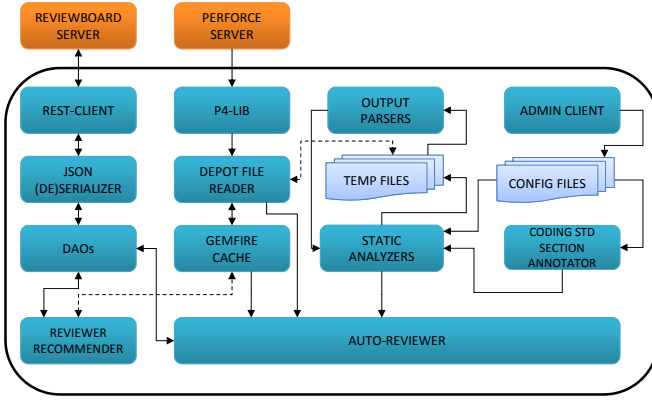 REVIEWBOARD
SERVER
PERFORCE
SERVER
REST-CLIENT
P4-LIB
OUTPUT
PARSERS
ADMIN CLIENT
JSON
(DE)SERIALIZER
DEPOT FILE
READER
TEMP FILES
CONFIG FILES
DAOs
GEMFIRE
CACHE
STATIC
ANALYZERS
CODING STD
SECTION
ANNOTATOR
REVIEWER
RECOMMENDER
AUTO-REVIEWER